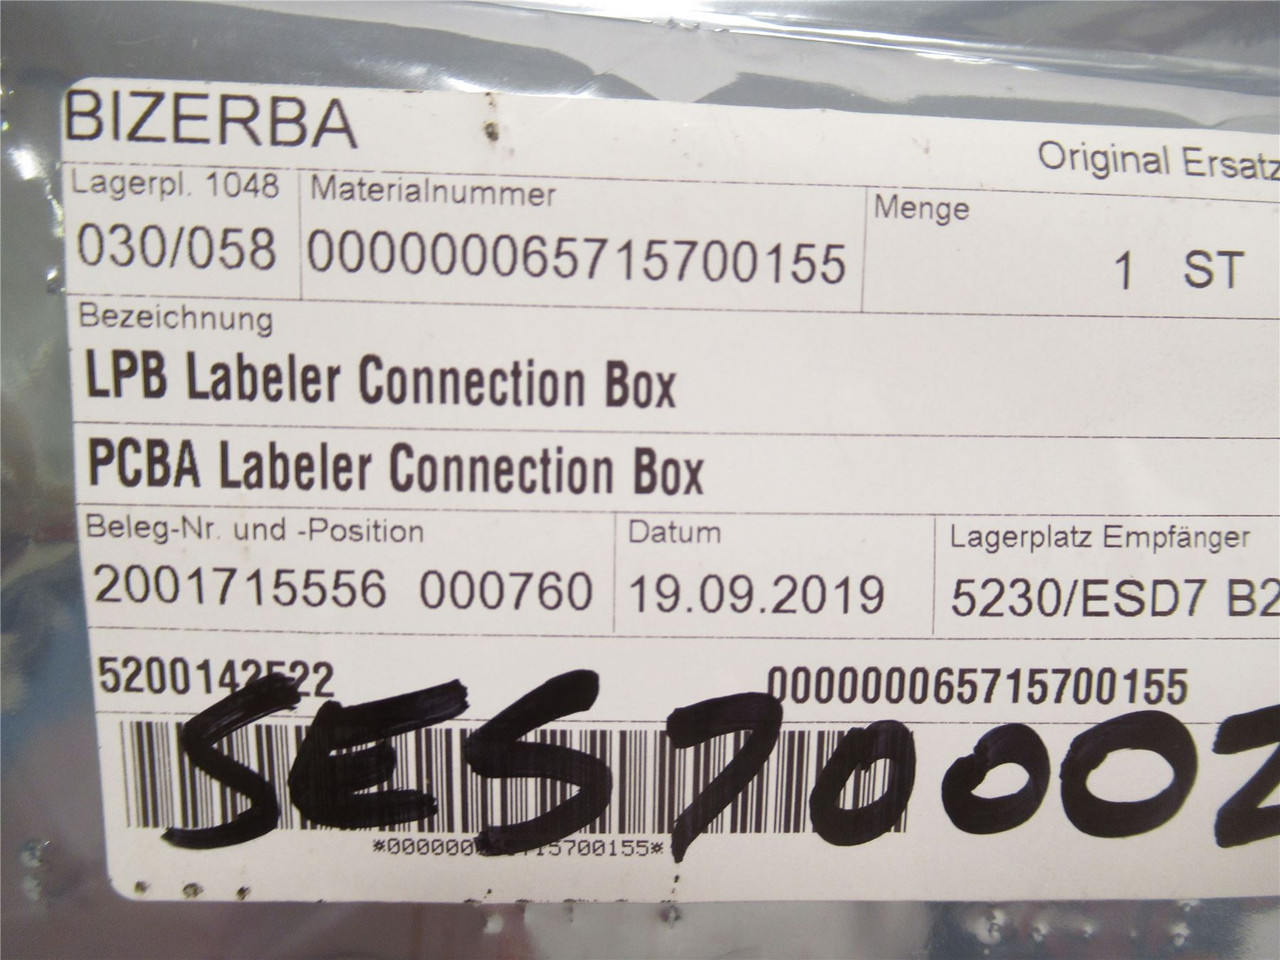 BIZERBA
Original Ersatz
Lagerpl. 1048 Materialnummer Menge
030/058 000000065715700155 1 ST
Bezeichnung
LPB Labeler Connection Box
PCBA Labeler Connection Box
Beleg-Nr. und -Position Datum Lagerplatz Empfänger
2001715556 000760 19.09.2019 5230/ESD7 B2
000000065715700155
SES70002